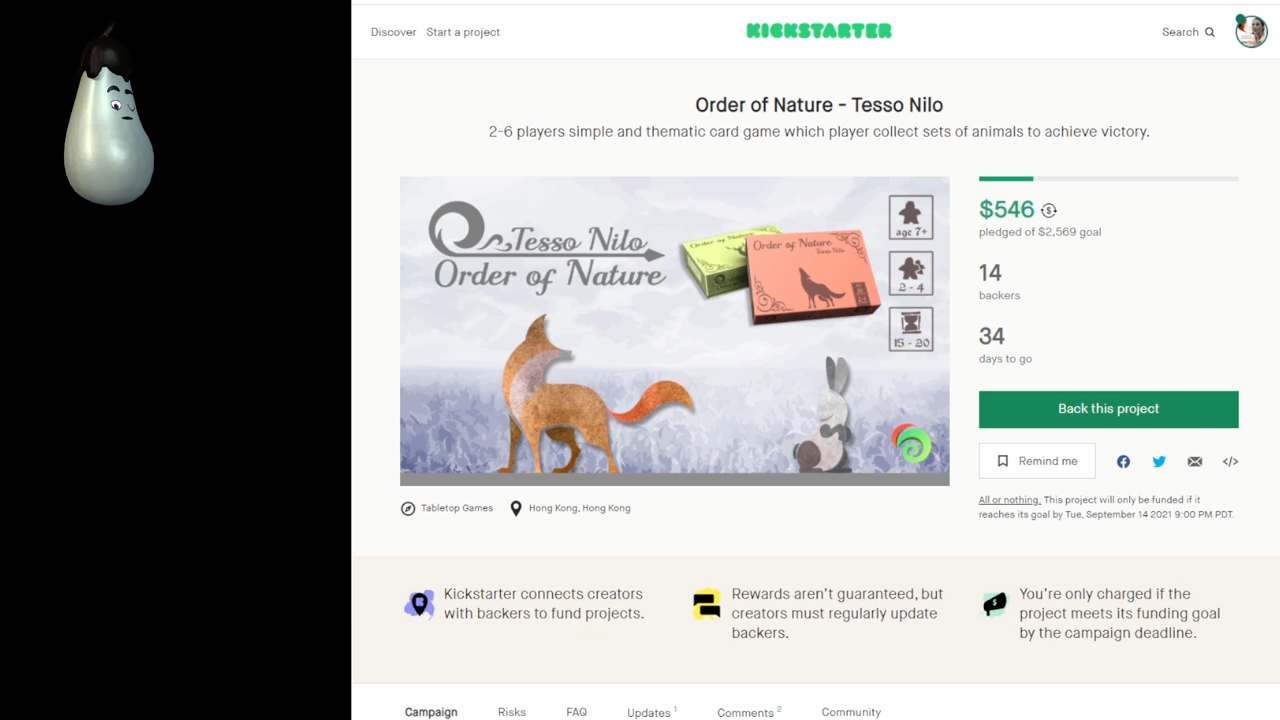 Discover Start a project
KICKSTARTER
Search
Order of Nature - Tesso Nilo
2-6 players simple and thematic card game which player collect sets of animals to achieve victory.
Tesso Nilo
Order of Nature
Order of Nature
Order of Nature
Tesso Nilo
age 7+
2 - 4
15 - 20
$546
pledged of $2,569 goal
14
backers
34
days to go
Back this project
Remind me
</>
All or nothing. This project will only be funded if it
reaches its goal by Tue, September 14 2021 9:00 PM PDT.
Tabletop Games Hong Kong, Hong Kong
Kickstarter connects creators
with backers to fund projects.
Rewards aren't guaranteed, but
creators must regularly update
backers.
You're only charged if the
project meets its funding goal
by the campaign deadline.
Campaign Risks FAQ Updates 1 Comments 2 Community